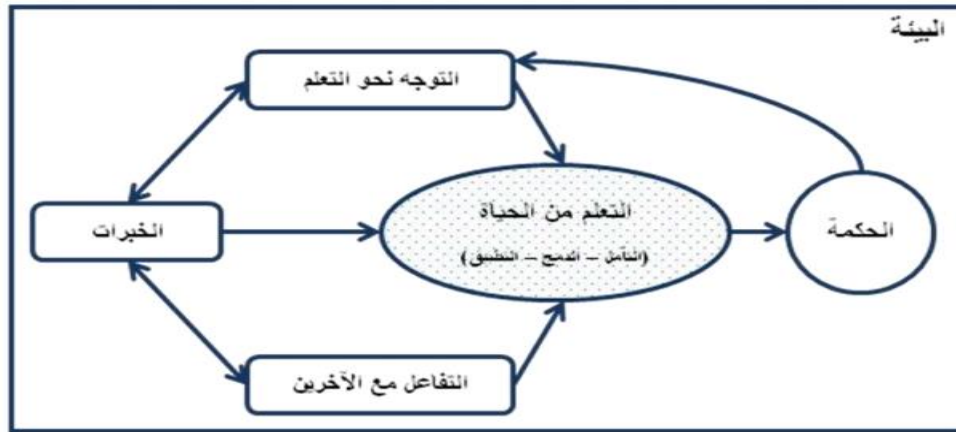 البيئة
التوجه نحو التعلم
الخبرات
التعلم من الحياة
(التأمل – الدمج – التطبيق)
الحكمة
التفاعل مع الآخرين